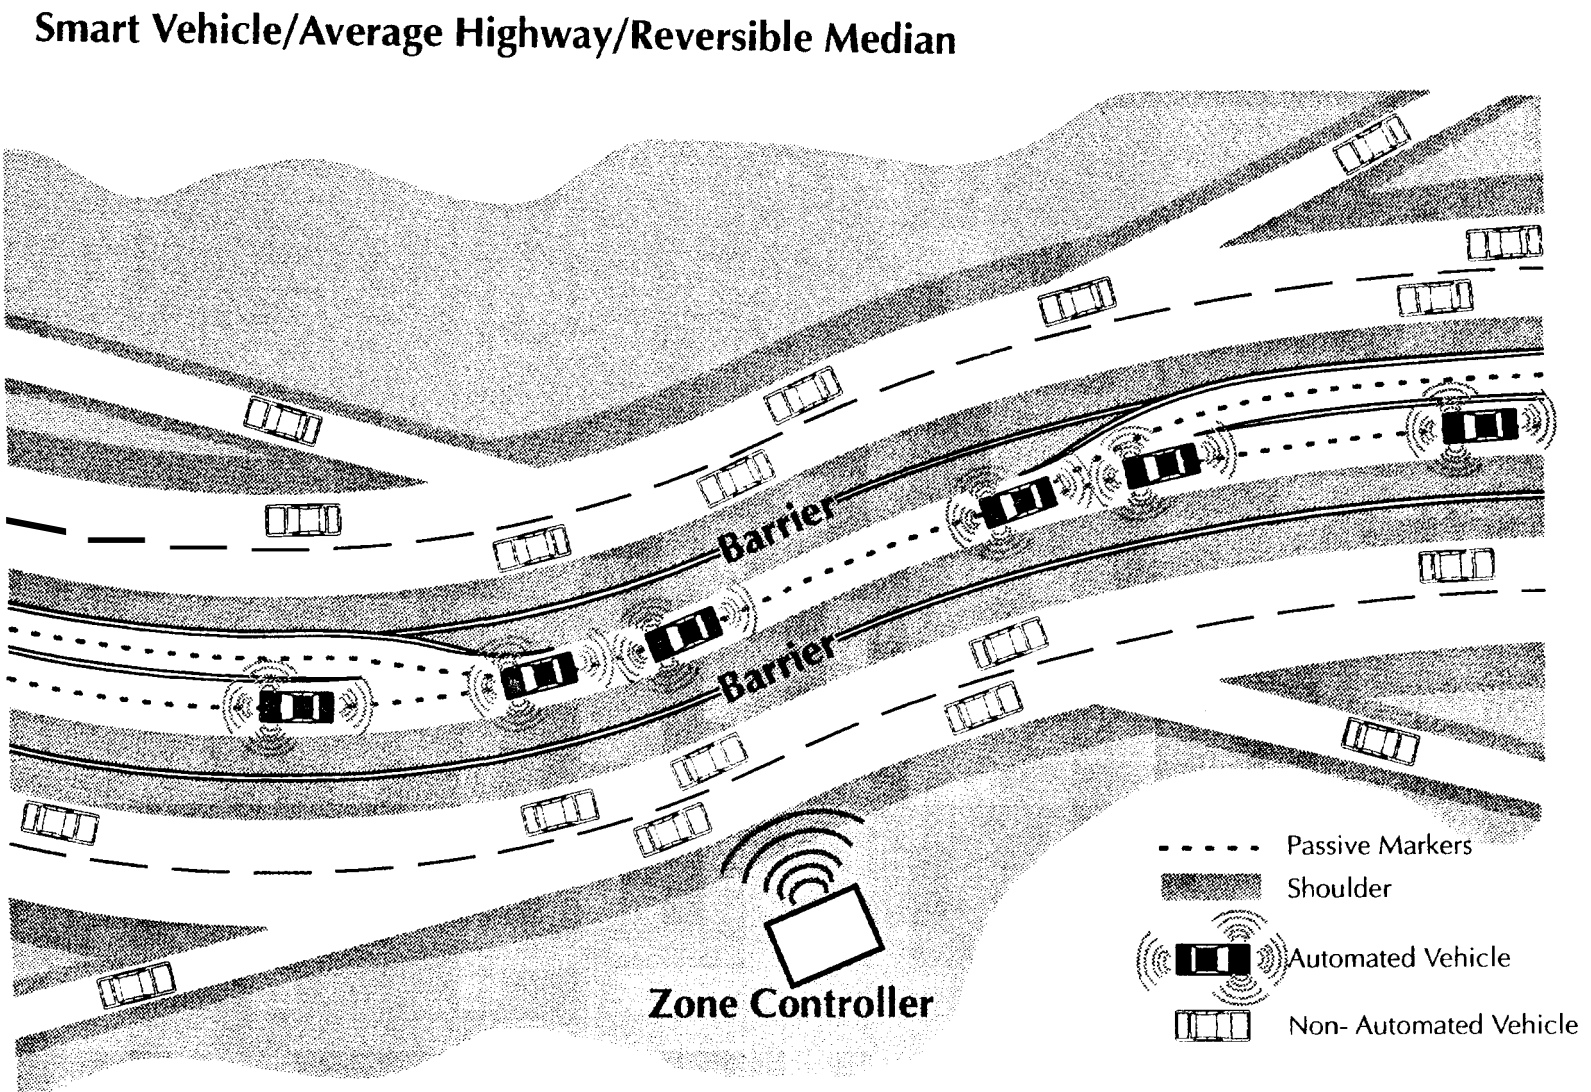 Smart Vehicle/Average Highway/Reversible Median
Barrier
Barrier
Passive Markers
Shoulder
Automated Vehicle
Non- Automated Vehicle
Zone Controller